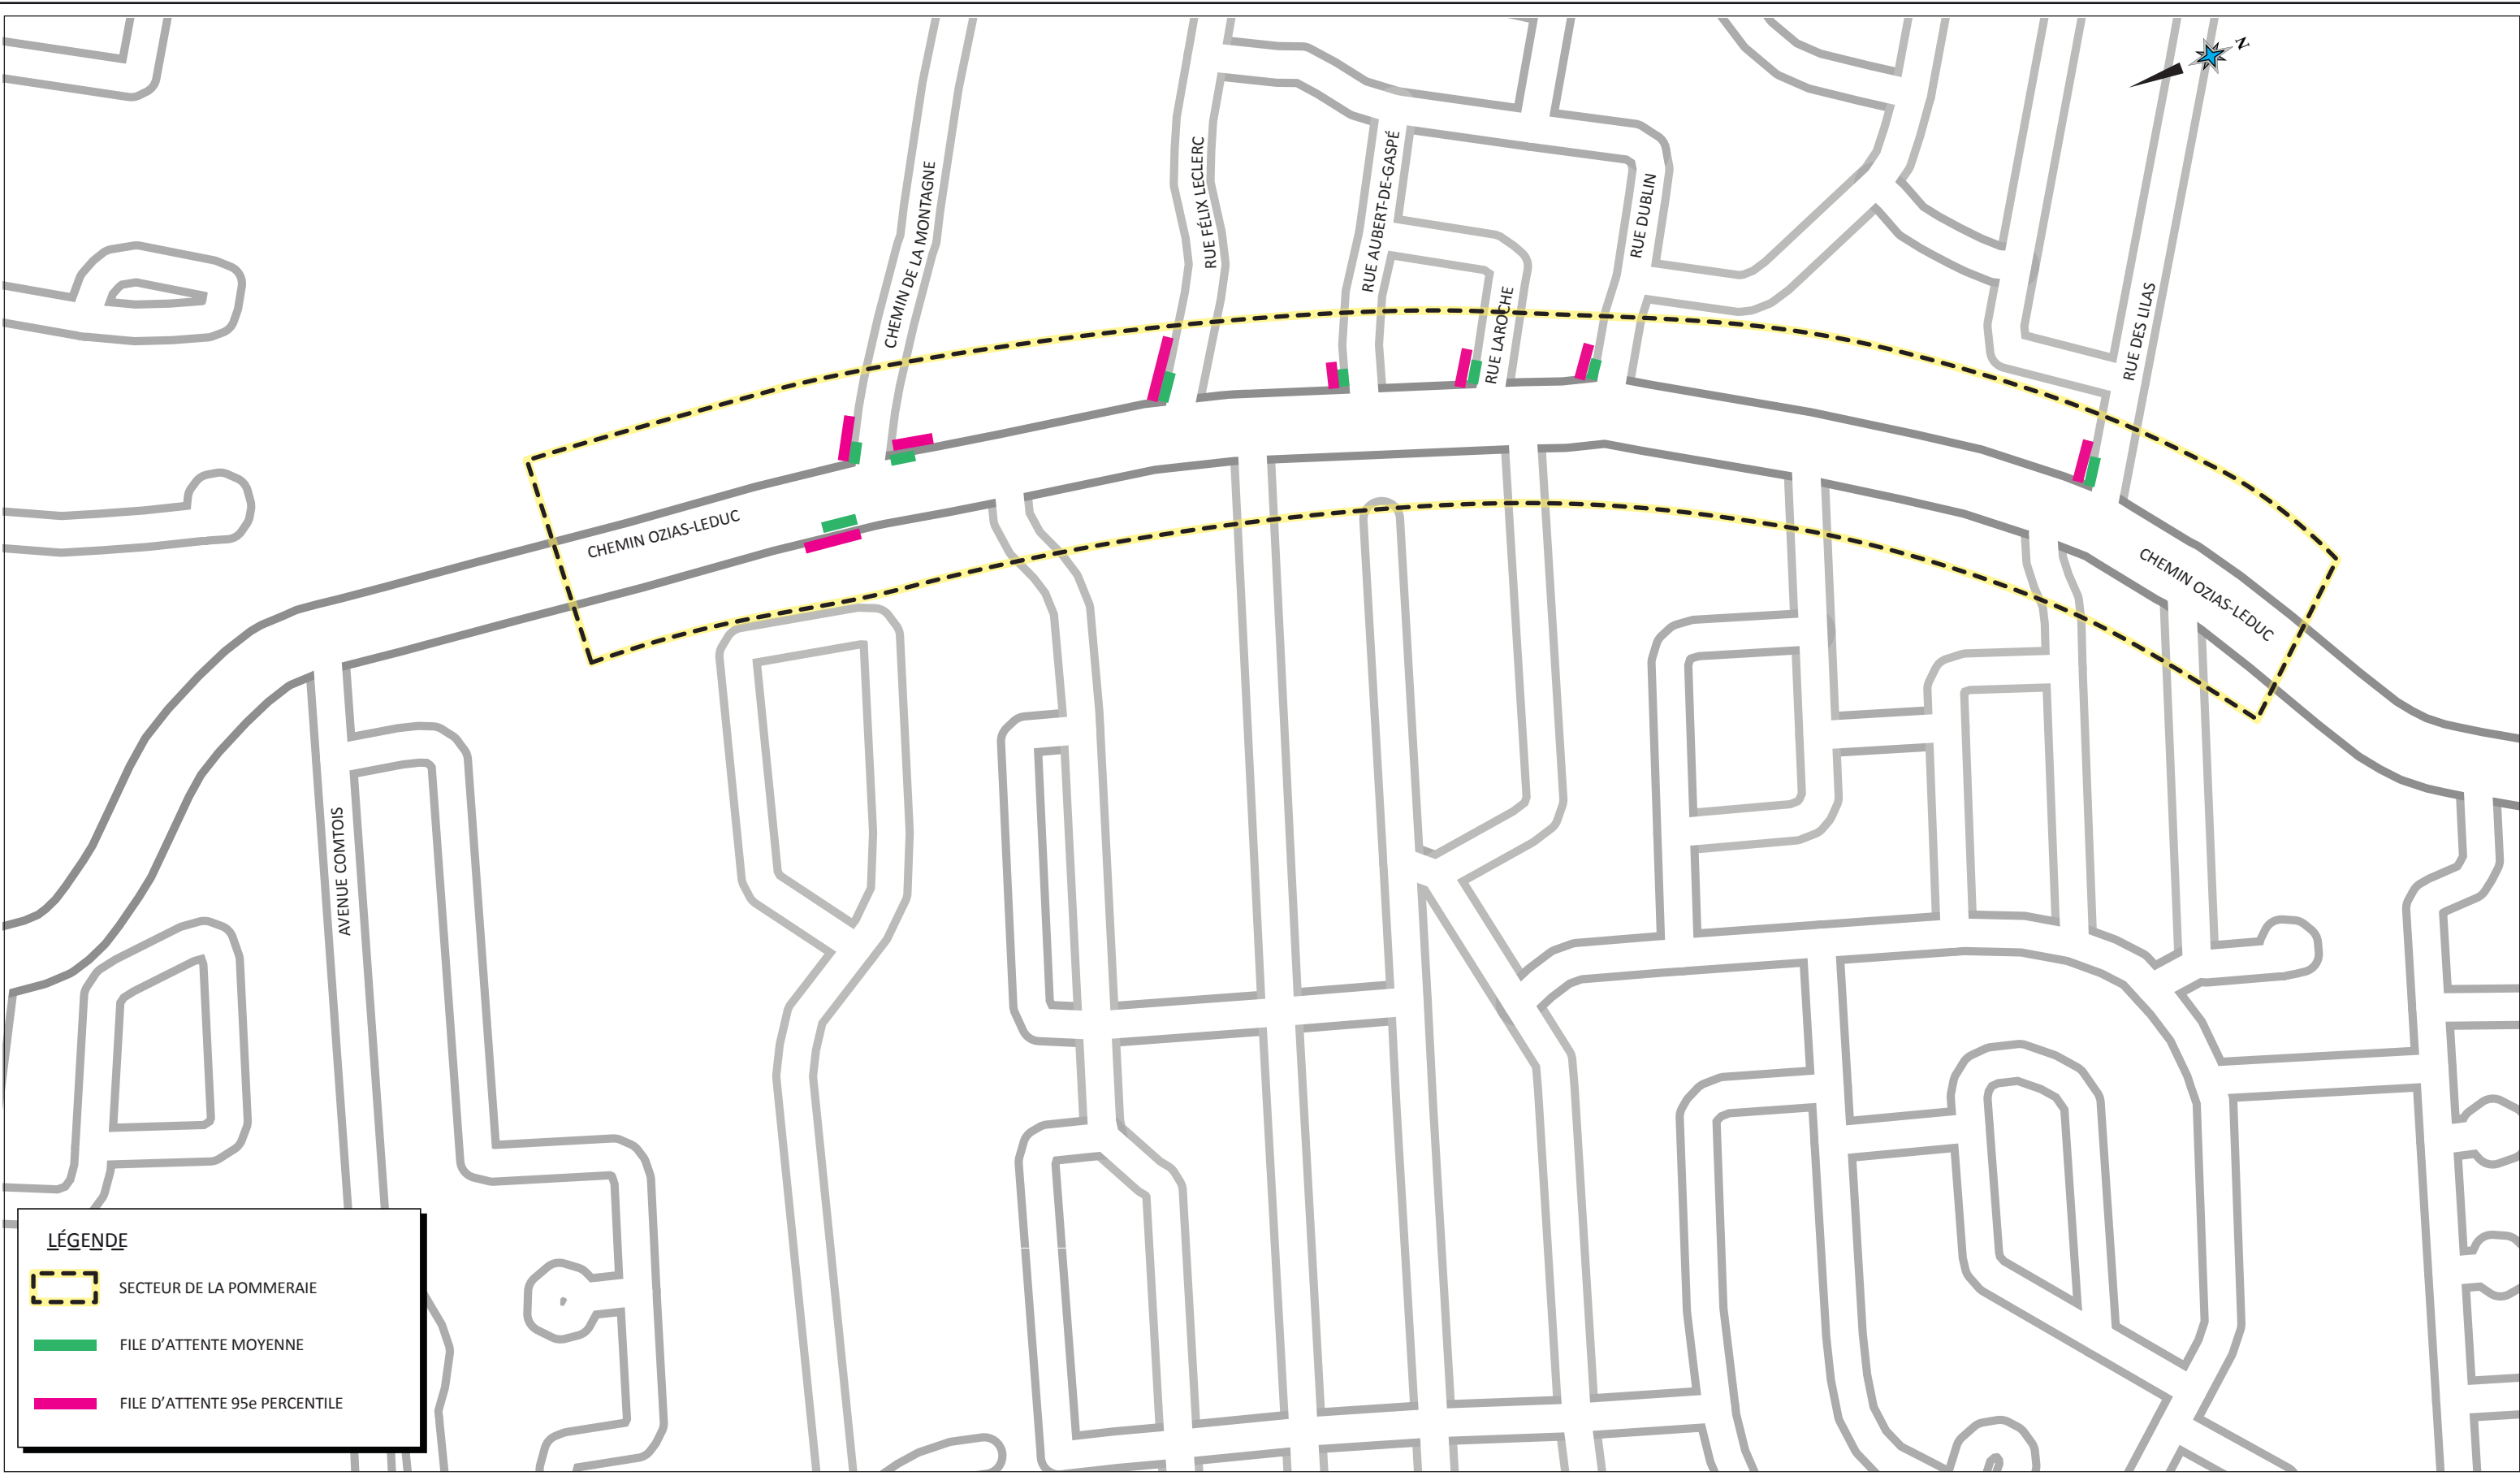 N
CHEMIN DE LA MONTAGNE
RUE FÉLIX LECLERC
RUE AUBERT-DE-GASPÉ
RUE LAROCHE
RUE DUBLIN
RUE DES LILAS
CHEMIN OZIAS-LEDUC
CHEMIN OZIAS-LEDUC
AVENUE COMTOIS
LÉGENDE
SECTEUR DE LA POMMERAIE
FILE D'ATTENTE MOYENNE
FILE D'ATTENTE 95e PERCENTILE